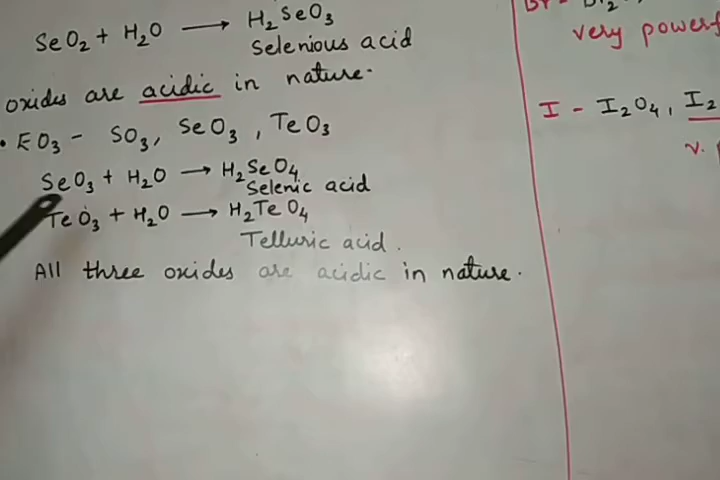 SeO₂ + H₂O ⟶ H₂SeO₃
Selenious acid
oxides are acidic in nature.
• EO₃ - SO₃, SeO₃, TeO₃
SeO₃ + H₂O ⟶ H₂SeO₄
Selenic acid
TeO₃ + H₂O ⟶ H₂TeO₄
Telluric acid.
All three oxides are acidic in nature.
very
I - I₂O₄, I₂